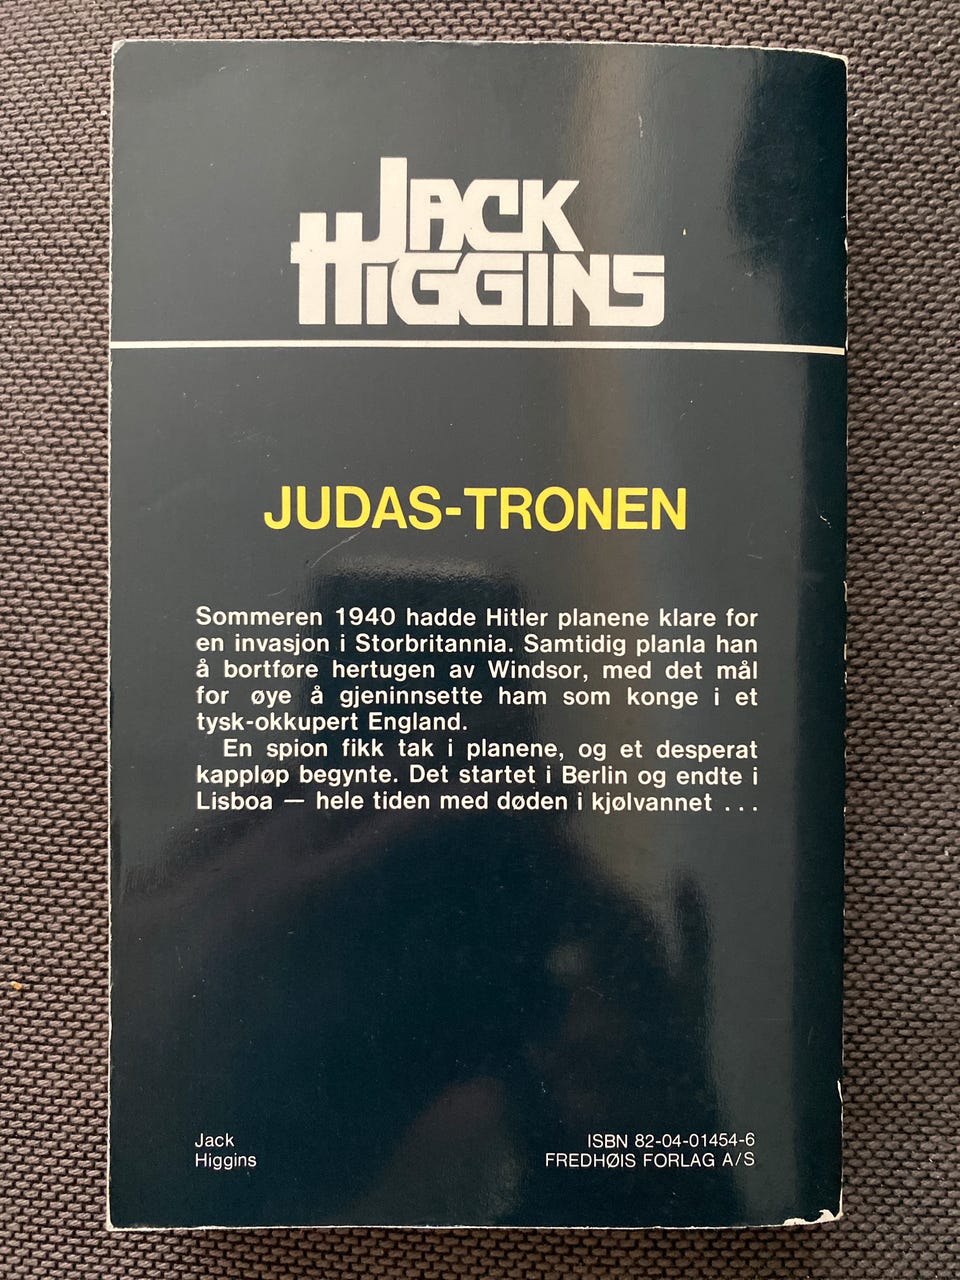 JACK
HIGGINS
JUDAS-TRONEN
Sommeren 1940 hadde Hitler planene klare for
en invasjon i Storbritannia. Samtidig planla han
å bortføre hertugen av Windsor, med det mål
for øye å gjeninnsette ham som konge i et
tysk-okkupert England.
En spion fikk tak i planene, og et desperat
kappløp begynte. Det startet i Berlin og endte i
Lisboa — hele tiden med døden i kjølvannet ...
Jack
Higgins
ISBN 82-04-01454-6
FREDHØIS FORLAG A/S